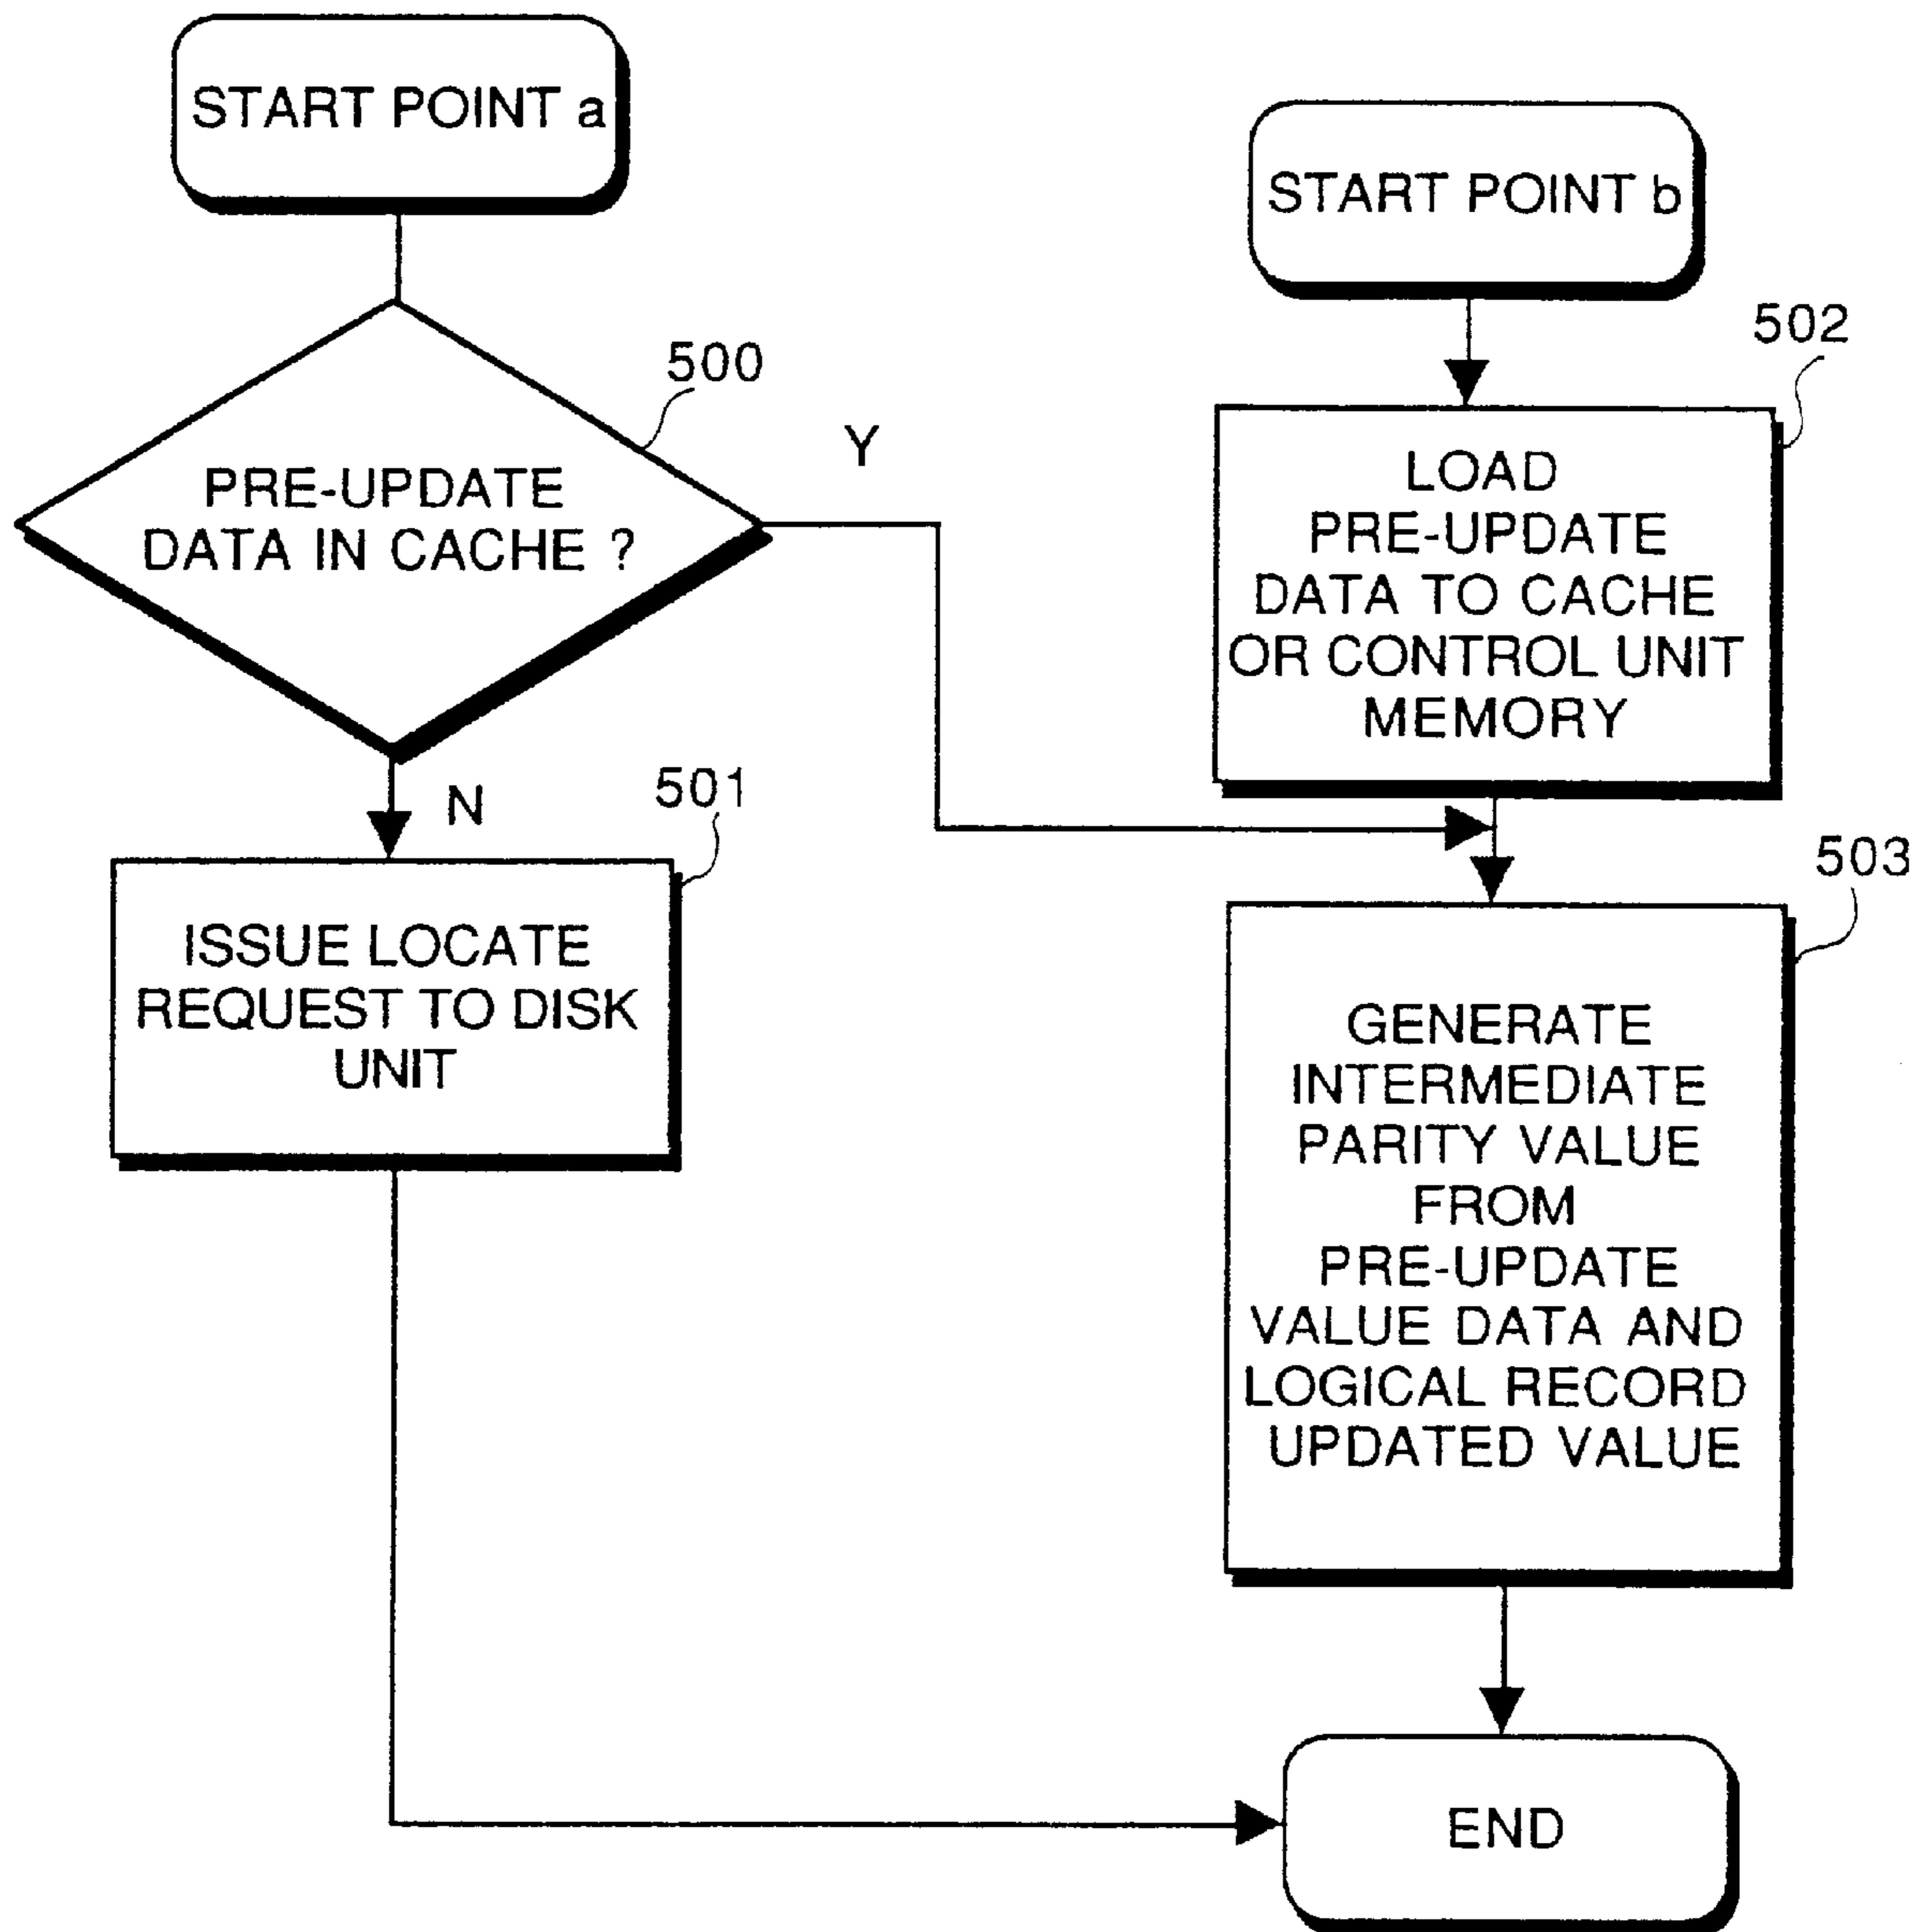 START POINT a
500
PRE-UPDATE
DATA IN CACHE ?
Y
N
501
ISSUE LOCATE
REQUEST TO DISK
UNIT
START POINT b
502
LOAD
PRE-UPDATE
DATA TO CACHE
OR CONTROL UNIT
MEMORY
503
GENERATE
INTERMEDIATE
PARITY VALUE
FROM
PRE-UPDATE
VALUE DATA AND
LOGICAL RECORD
UPDATED VALUE
END